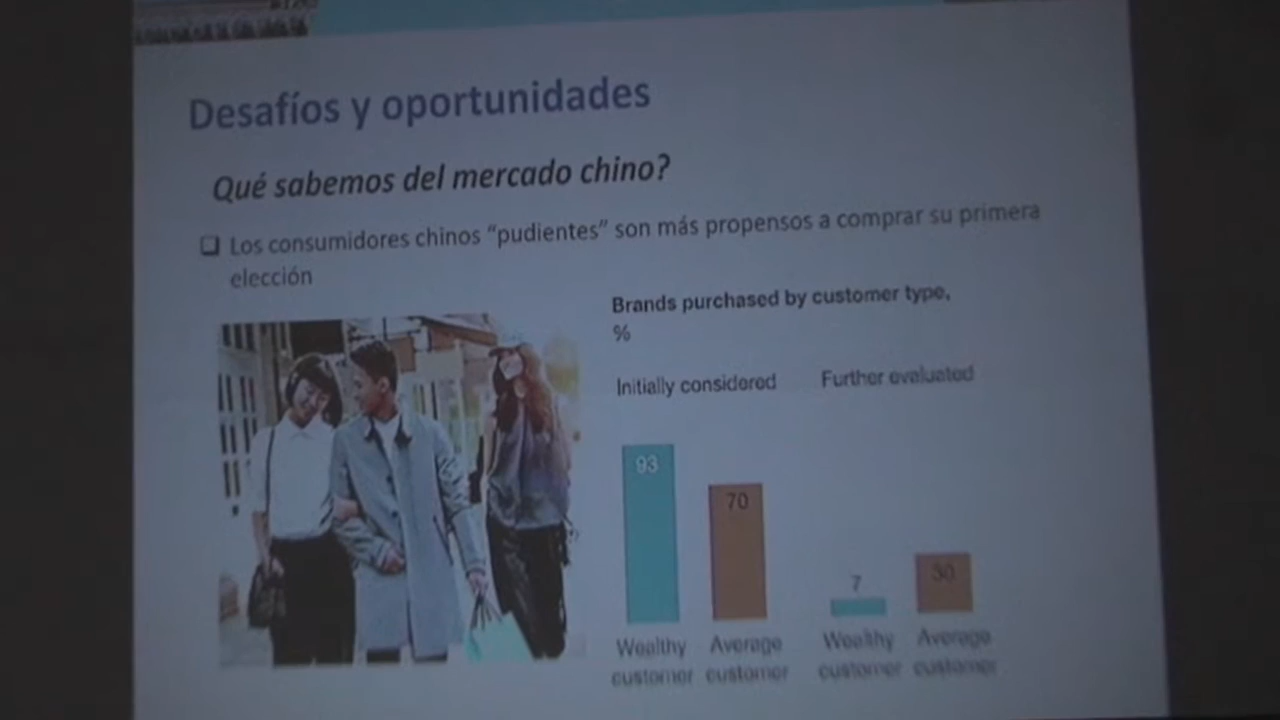 Desafíos y oportunidades
Qué sabemos del mercado chino?
Los consumidores chinos “pudientes” son más propensos a comprar su primera
elección
Brands purchased by customer type,
%
Initially considered Further evaluated
93
70
7
30
Wealthy Average Wealthy Average
customer customer customer customer